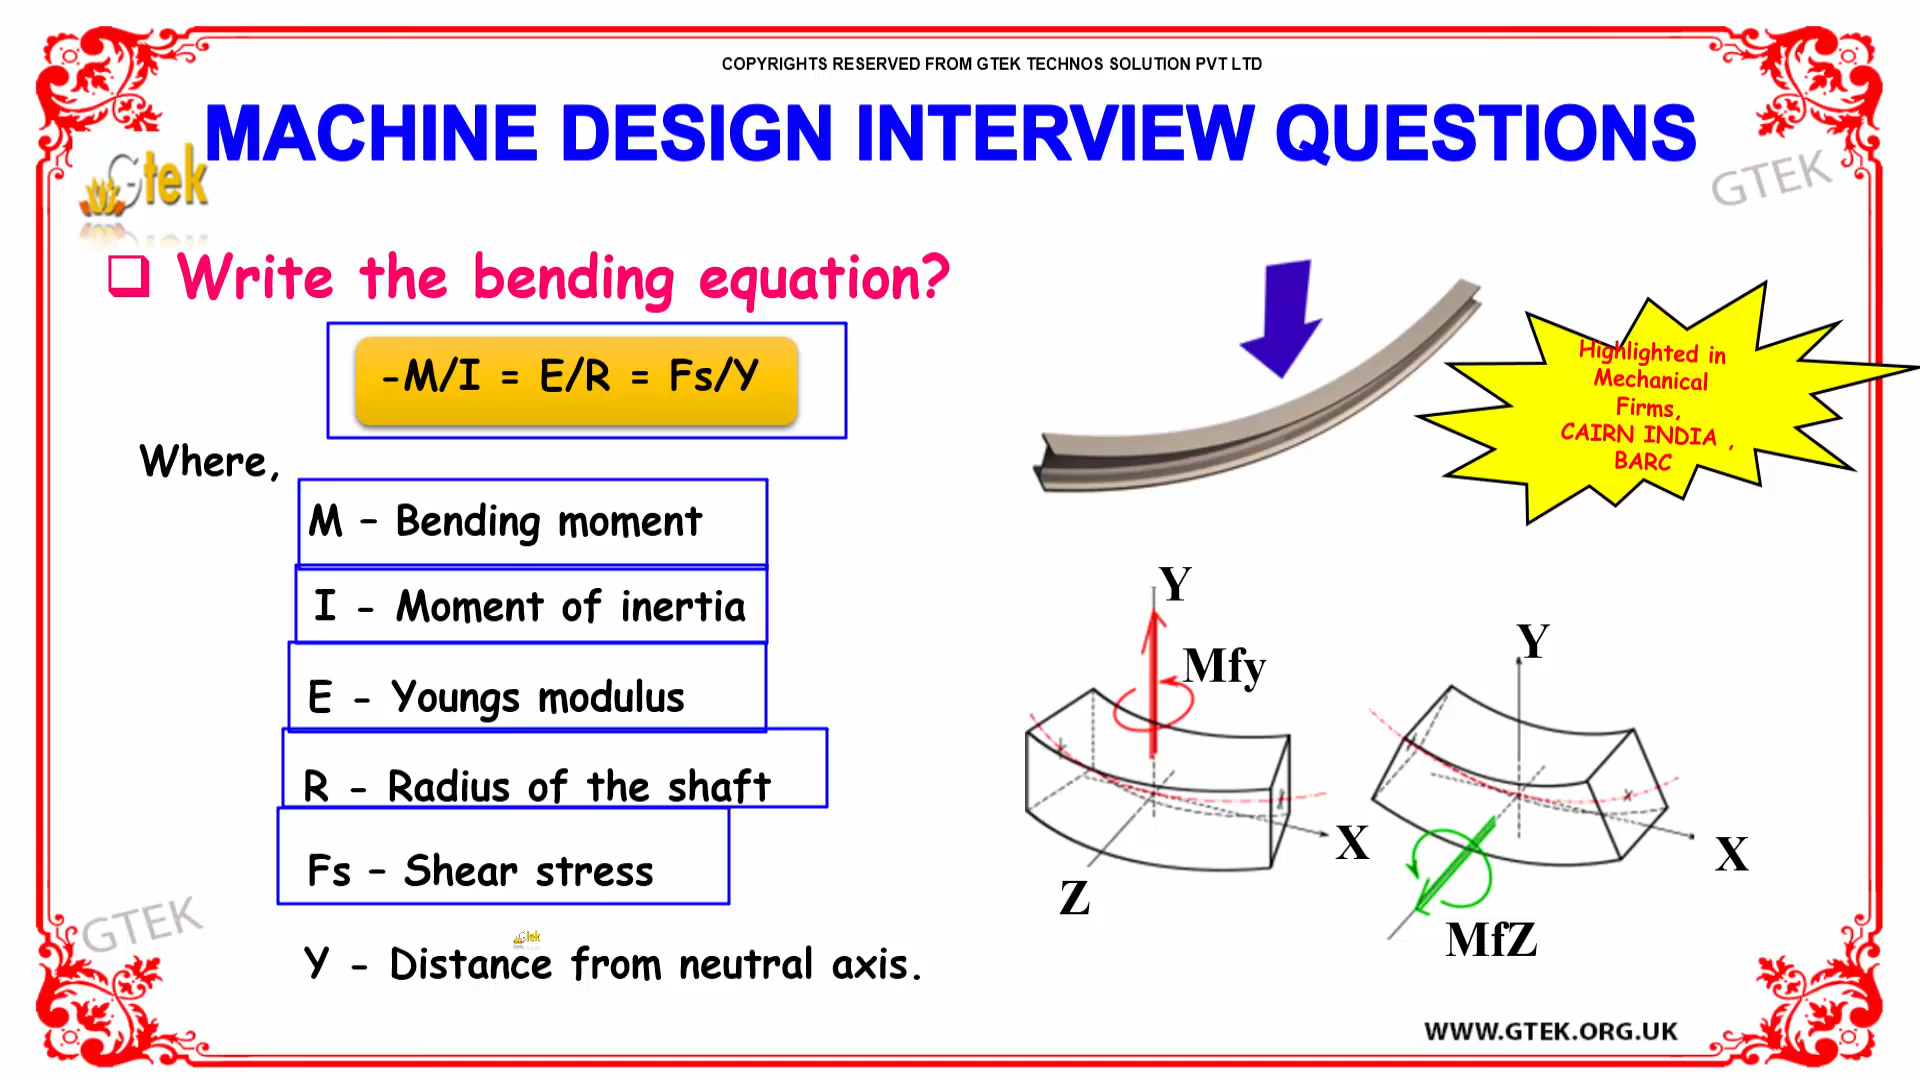 COPYRIGHTS RESERVED FROM GTEK TECHNOS SOLUTION PVT LTD
MACHINE DESIGN INTERVIEW QUESTIONS
Gtek
GTEK
Write the bending equation?
-M/I = E/R = Fs/Y
Highlighted in
Mechanical
Firms,
CAIRN INDIA ,
BARC
Where,
M – Bending moment
I - Moment of inertia
E - Youngs modulus
R - Radius of the shaft
Fs – Shear stress
Y - Distance from neutral axis.
Y
Mfy
X
Z
Y
X
MfZ
GTEK
Gtek
WWW.GTEK.ORG.UK